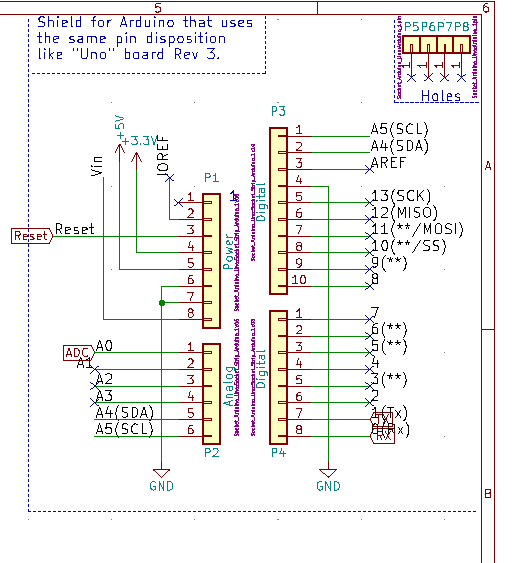 5
6
Shield for Arduino that uses
the same pin disposition
like "Uno" board Rev 3.
P5P6P7P8
1 1 1 1
Holes
A
B
+5V
+3.3V
IOREF
Vin
P1
1
2
Reset Reset 3
4
5
6
7
8
Power
P3
1 A5(SCL)
2 A4(SDA)
3 AREF
4
5 13(SCK)
6 12(MISO)
7 11(**/MOSI)
8 10(**/SS)
9 9(**)
10 8
Digital
ADC A0 1
A1 2
A2 3
A3 4
A4(SDA) 5
A5(SCL) 6
Analog
P2
1 7
2 6(**)
3 5(**)
4 4
5 3(**)
6 2
7 1(Tx) TX
8 0(Rx) RX
Digital
P4
GND
GND